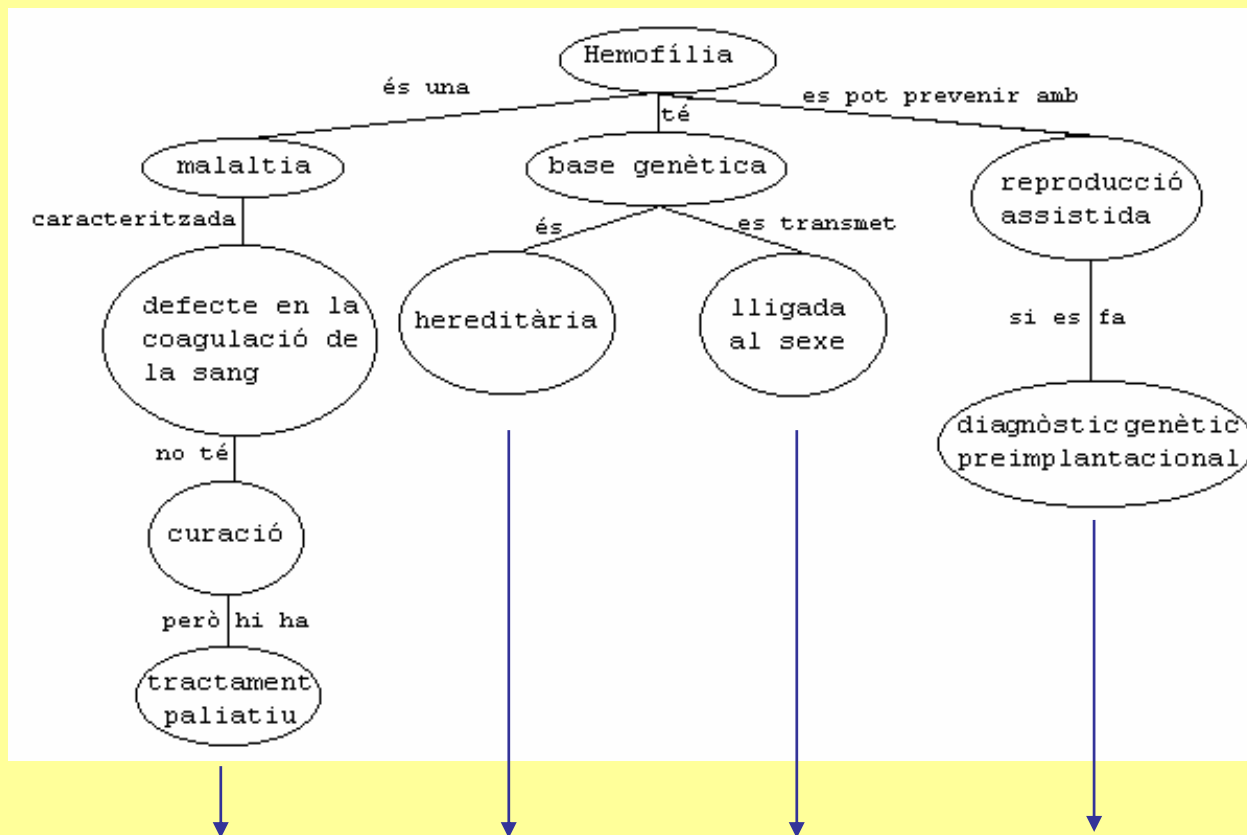 Hemofília
és una
es pot prevenir amb
té
malaltia
base genètica
reproducció
assistida
caracteritzada
és
es transmet
defecte en la
coagulació de
la sang
hereditària
lligada
al sexe
si es fa
diagnòstic genètic
preimplantacional
no té
curació
però hi ha
tractament
paliatiu